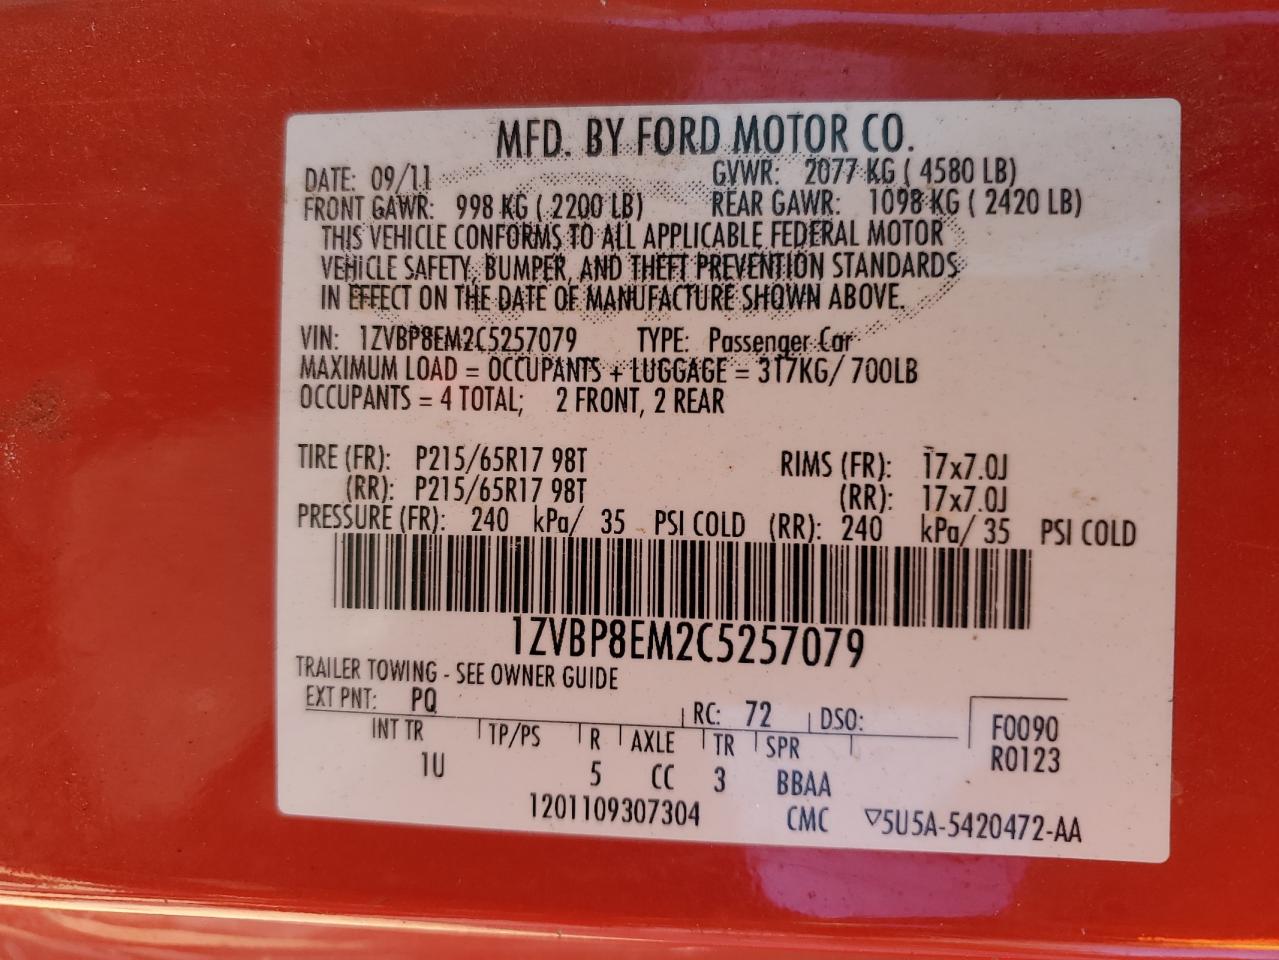 MFD. BY FORD MOTOR CO.
DATE: 09/11 GVWR: 2077 KG ( 4580 LB)
FRONT GAWR: 998 KG ( 2200 LB) REAR GAWR: 1098 KG ( 2420 LB)
THIS VEHICLE CONFORMS TO ALL APPLICABLE FEDERAL MOTOR
VEHICLE SAFETY, BUMPER, AND THEFT PREVENTION STANDARDS
IN EFFECT ON THE DATE OF MANUFACTURE SHOWN ABOVE.
VIN: 1ZVBP8EM2C5257079 TYPE: Passenger Car
MAXIMUM LOAD = OCCUPANTS + LUGGAGE = 317KG/ 700LB
OCCUPANTS = 4 TOTAL; 2 FRONT, 2 REAR
TIRE (FR): P215/65R17 98T RIMS (FR): 17x7.0J
(RR): P215/65R17 98T (RR): 17x7.0J
PRESSURE (FR): 240 kPa/ 35 PSI COLD (RR): 240 kPa/ 35 PSI COLD
1ZVBP8EM2C5257079
TRAILER TOWING - SEE OWNER GUIDE
EXT PNT: PQ RC: 72 DSO: F0090
INT TR TP/PS R AXLE TR SPR R0123
1U 5 CC 3 BBAA
1201109307304 CMC ▽5U5A-5420472-AA